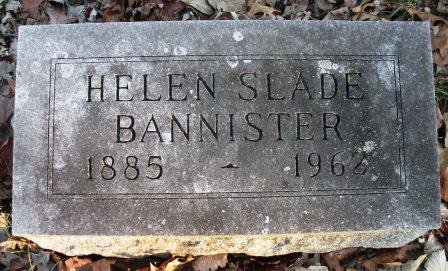 HELEN SLADE
BANNISTER
1885 - 1962